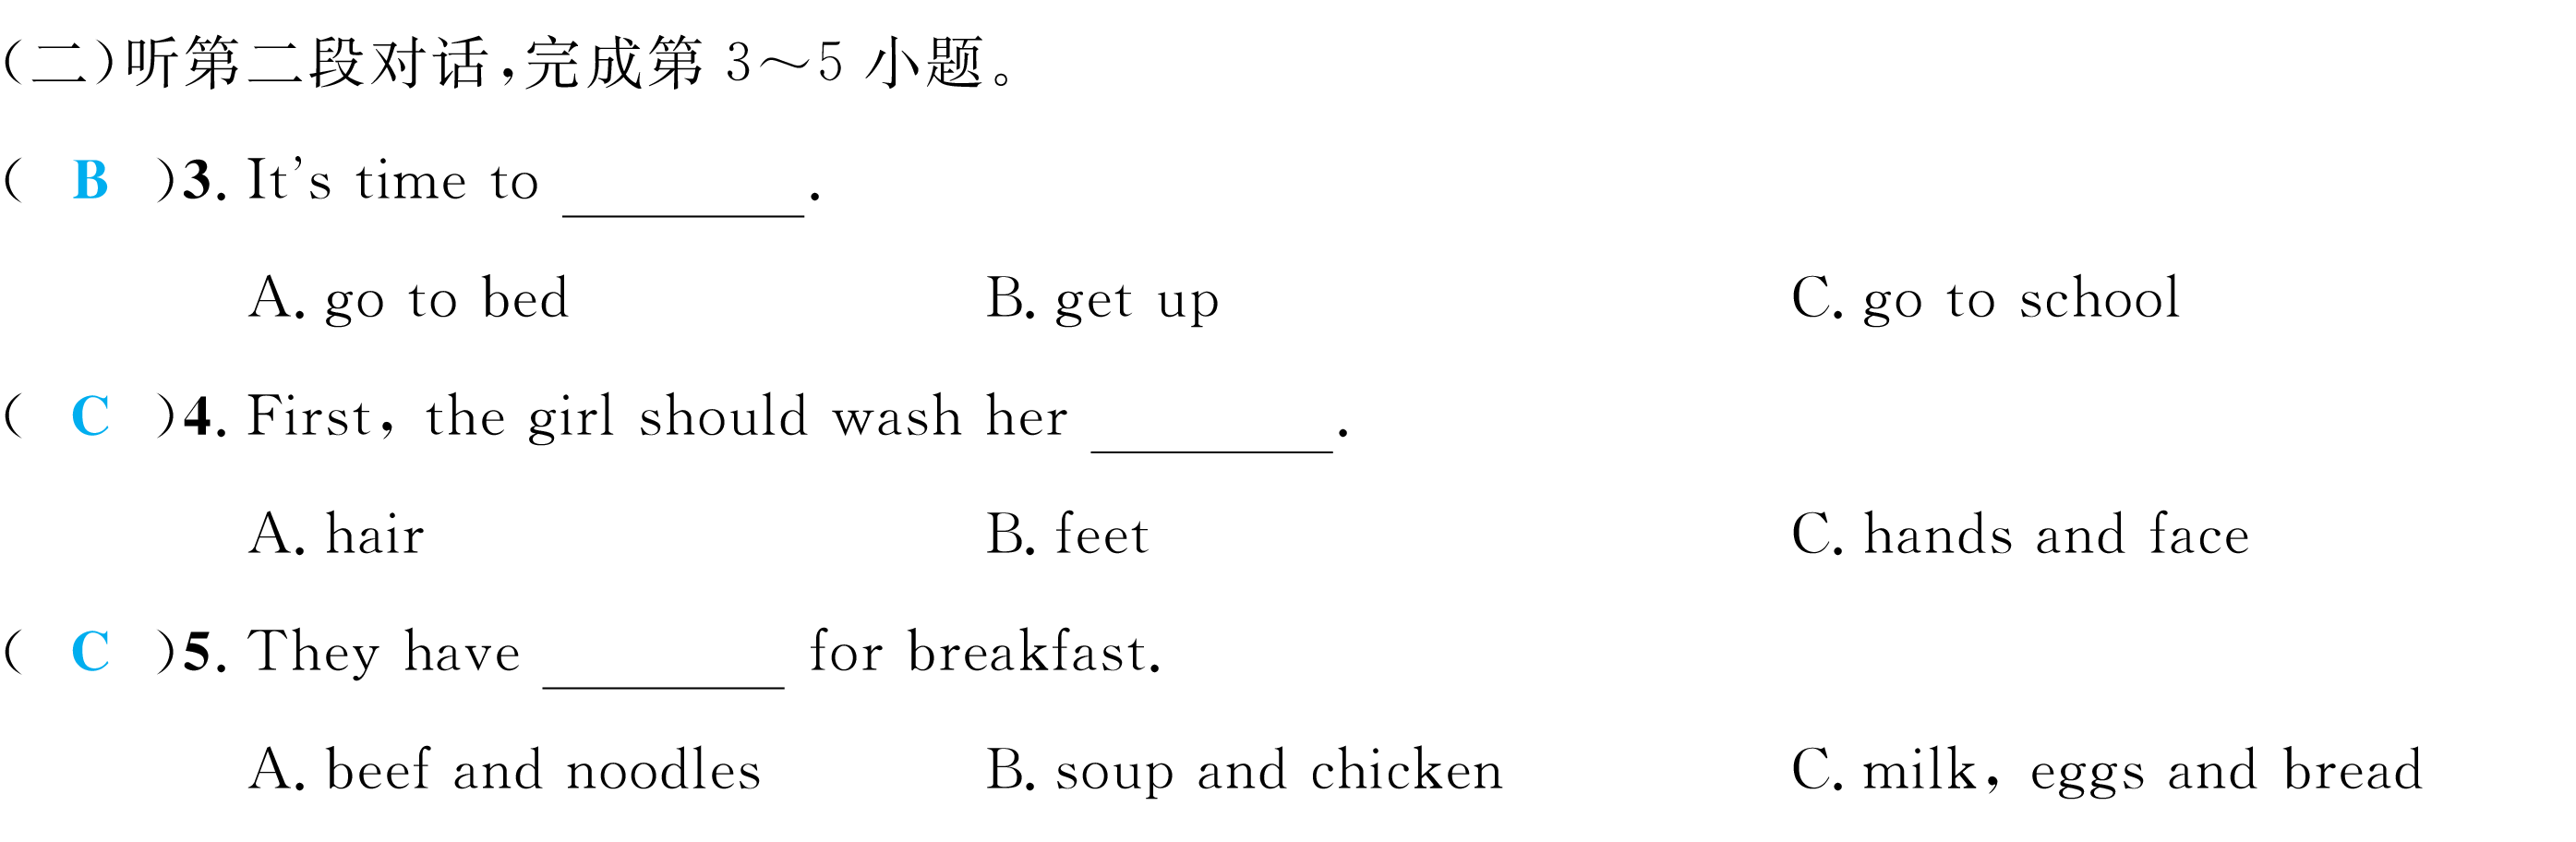 (二)听第二段对话,完成第 3～5 小题。
( B )3. It's time to ________.
A. go to bed B. get up C. go to school
( C )4. First, the girl should wash her ________.
A. hair B. feet C. hands and face
( C )5. They have ________ for breakfast.
A. beef and noodles B. soup and chicken C. milk, eggs and bread